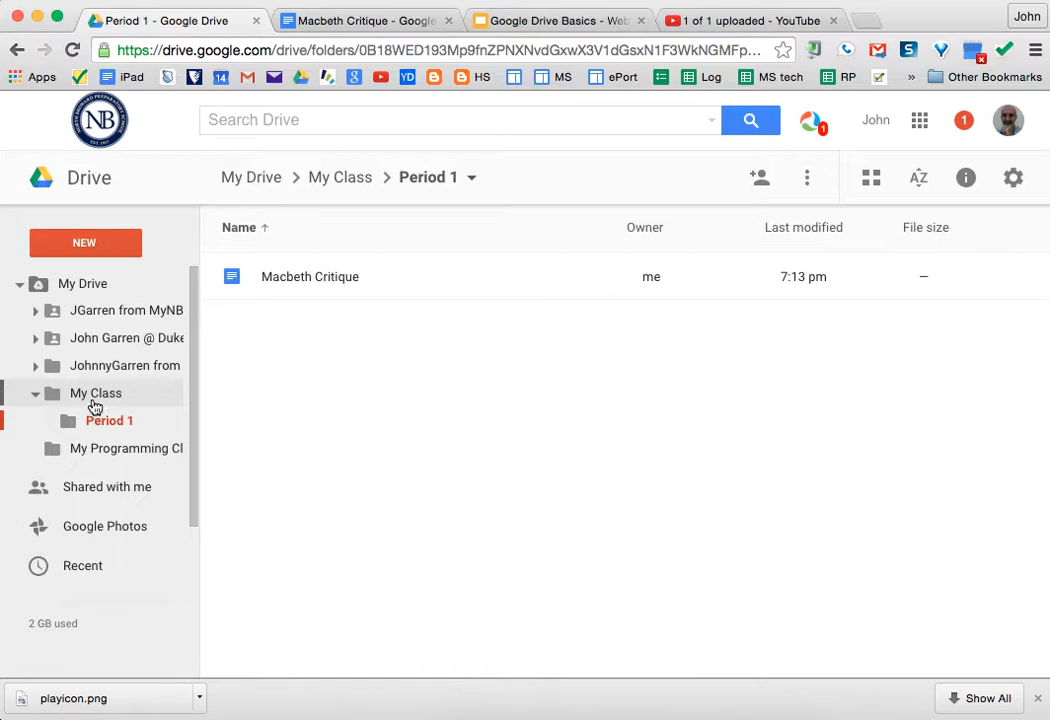 Period 1 - Google Drive
Macbeth Critique - Google
Google Drive Basics - Web
1 of 1 uploaded - YouTube
John
https://drive.google.com/drive/folders/0B18WED193Mp9fnZPNXNvdGxwX3V1dGsxN1F3WkNGMFp...
Apps
iPad
14
YD
HS
MS
ePort
Log
MS tech
RP
»
Other Bookmarks
NB
Search Drive
1
John
1
Drive
My Drive > My Class > Period 1
AZ
NEW
Name
Owner
Last modified
File size
Macbeth Critique
me
7:13 pm
—
My Drive
JGarren from MyNB
John Garren @ Duke
JohnnyGarren from
My Class
Period 1
My Programming Cl
Shared with me
Google Photos
Recent
2 GB used
playicon.png
Show All